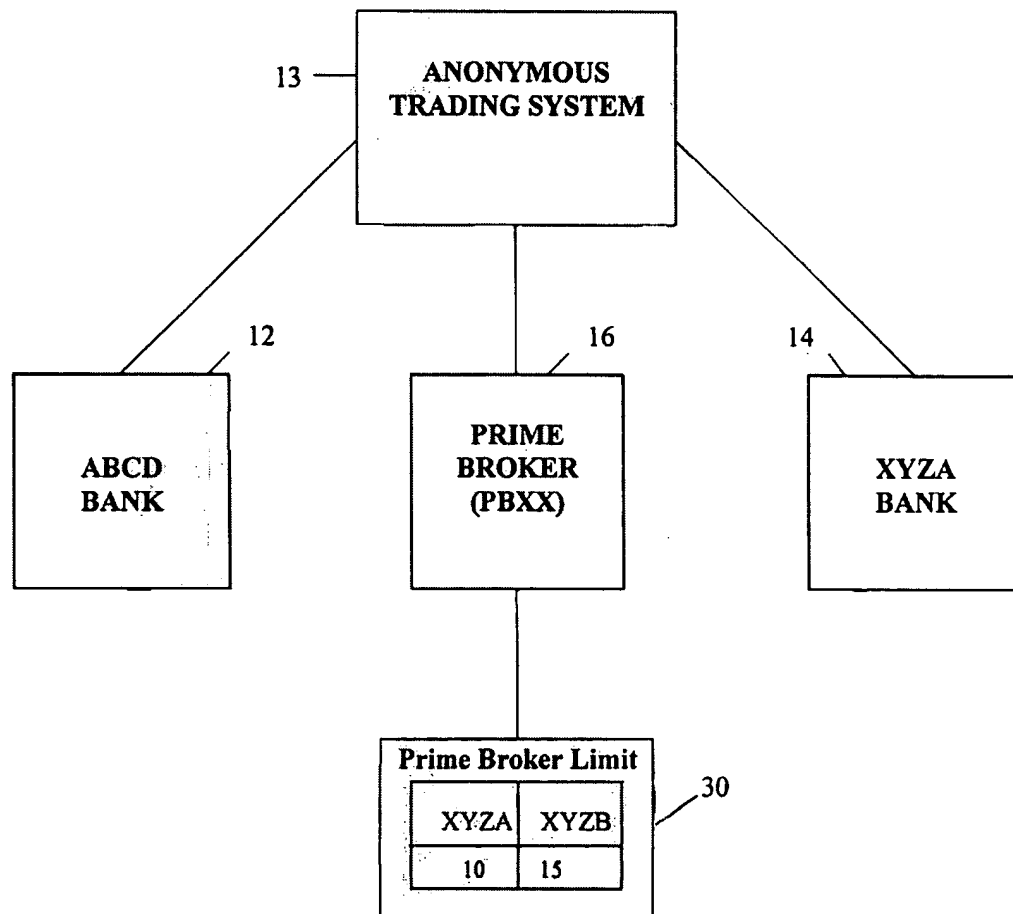 13
ANONYMOUS
TRADING SYSTEM
12
16
14
ABCD
BANK
PRIME
BROKER
(PBXX)
XYZA
BANK
Prime Broker Limit
30
XYZA XYZB
10 15